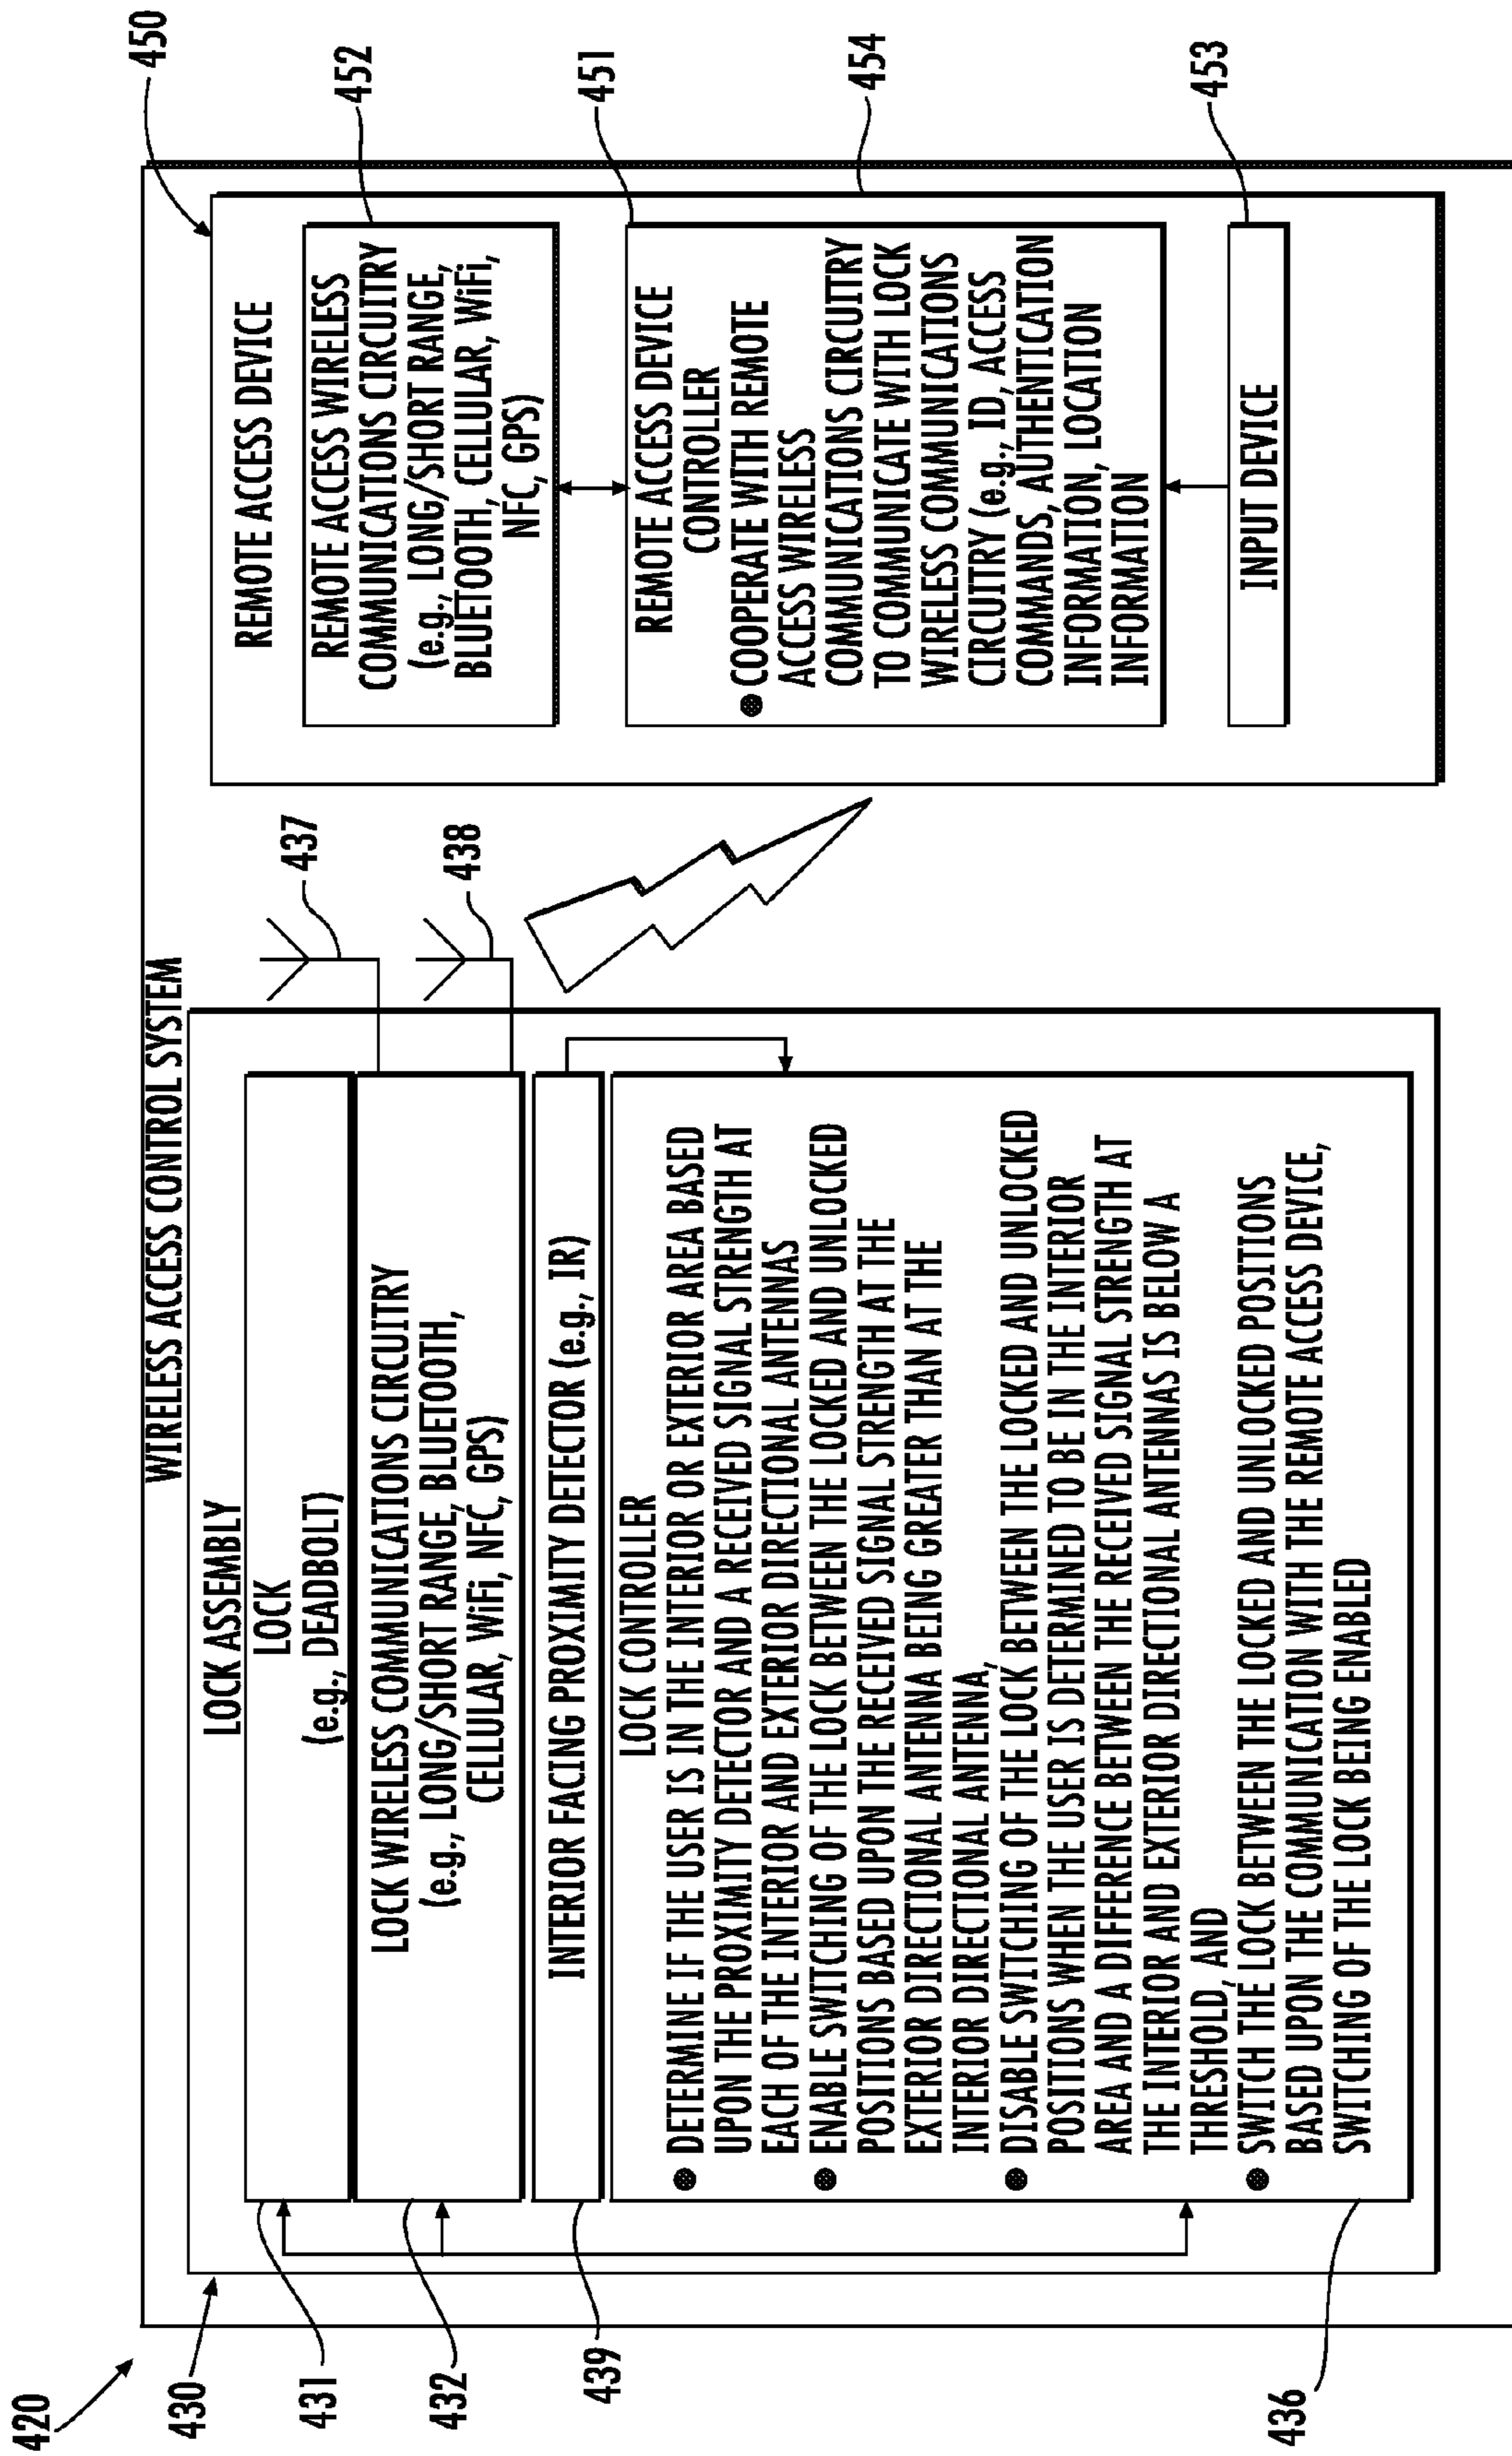 420
WIRELESS ACCESS CONTROL SYSTEM
430
LOCK ASSEMBLY
431
LOCK
(e.g., DEADBOLT)
432
LOCK WIRELESS COMMUNICATIONS CIRCUITRY
(e.g., LONG/SHORT RANGE, BLUETOOTH,
CELLULAR, WiFi, NFC, GPS)
437
438
439
INTERIOR FACING PROXIMITY DETECTOR (e.g., IR)
436
LOCK CONTROLLER
● DETERMINE IF THE USER IS IN THE INTERIOR OR EXTERIOR AREA BASED
UPON THE PROXIMITY DETECTOR AND A RECEIVED SIGNAL STRENGTH AT
EACH OF THE INTERIOR AND EXTERIOR DIRECTIONAL ANTENNAS
● ENABLE SWITCHING OF THE LOCK BETWEEN THE LOCKED AND UNLOCKED
POSITIONS BASED UPON THE RECEIVED SIGNAL STRENGTH AT THE
EXTERIOR DIRECTIONAL ANTENNA BEING GREATER THAN AT THE
INTERIOR DIRECTIONAL ANTENNA,
● DISABLE SWITCHING OF THE LOCK BETWEEN THE LOCKED AND UNLOCKED
POSITIONS WHEN THE USER IS DETERMINED TO BE IN THE INTERIOR
AREA AND A DIFFERENCE BETWEEN THE RECEIVED SIGNAL STRENGTH AT
THE INTERIOR AND EXTERIOR DIRECTIONAL ANTENNAS IS BELOW A
THRESHOLD, AND
● SWITCH THE LOCK BETWEEN THE LOCKED AND UNLOCKED POSITIONS
BASED UPON THE COMMUNICATION WITH THE REMOTE ACCESS DEVICE,
SWITCHING OF THE LOCK BEING ENABLED
450
REMOTE ACCESS DEVICE
452
REMOTE ACCESS WIRELESS
COMMUNICATIONS CIRCUITRY
(e.g., LONG/SHORT RANGE,
BLUETOOTH, CELLULAR, WiFi,
NFC, GPS)
451
REMOTE ACCESS DEVICE
CONTROLLER
● COOPERATE WITH REMOTE
ACCESS WIRELESS
COMMUNICATIONS CIRCUITRY
TO COMMUNICATE WITH LOCK
WIRELESS COMMUNICATIONS
CIRCUITRY (e.g., ID, ACCESS
COMMANDS, AUTHENTICATION
INFORMATION, LOCATION
INFORMATION
454
453
INPUT DEVICE